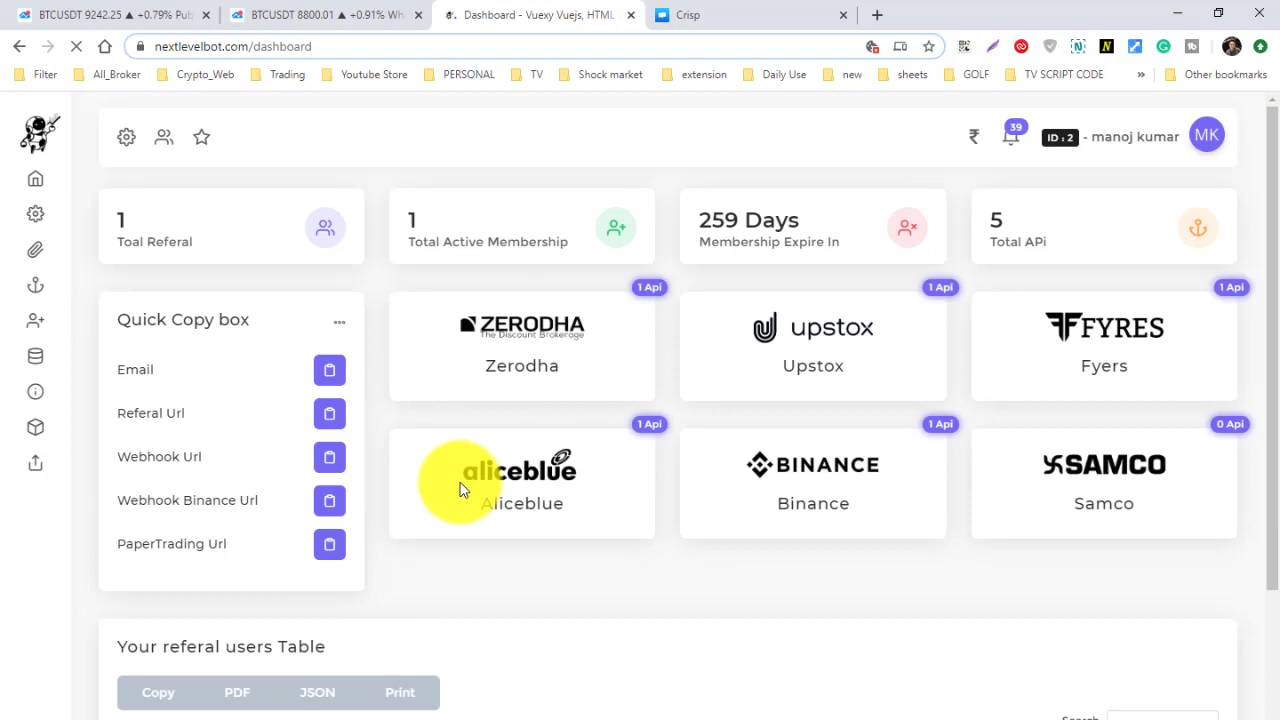 BTCUSDT 9242.25 ▲ +0.79% Pu
BTCUSDT 8800.01 ▲ +0.91% Wh
Dashboard - Vuexy Vuejs, HTML
Crisp
nextlevelbot.com/dashboard
Filter
All_Broker
Crypto_Web
Trading
Youtube Store
PERSONAL
TV
Shock market
extension
Daily Use
new
sheets
GOLF
TV SCRIPT CODE
»
Other bookmarks
₹
39
ID : 2 - manoj kumar
MK
1
Toal Referal
1
Total Active Membership
259 Days
Membership Expire In
5
Total APi
Quick Copy box
Email
Referal Url
Webhook Url
Webhook Binance Url
PaperTrading Url
1 Api
ZERODHA
The Discount Brokerage
Zerodha
1 Api
upstox
Upstox
1 Api
FYRES
Fyers
1 Api
aliceblue
Aliceblue
1 Api
BINANCE
Binance
0 Api
SAMCO
Samco
Your referal users Table
Copy
PDF
JSON
Print
Search